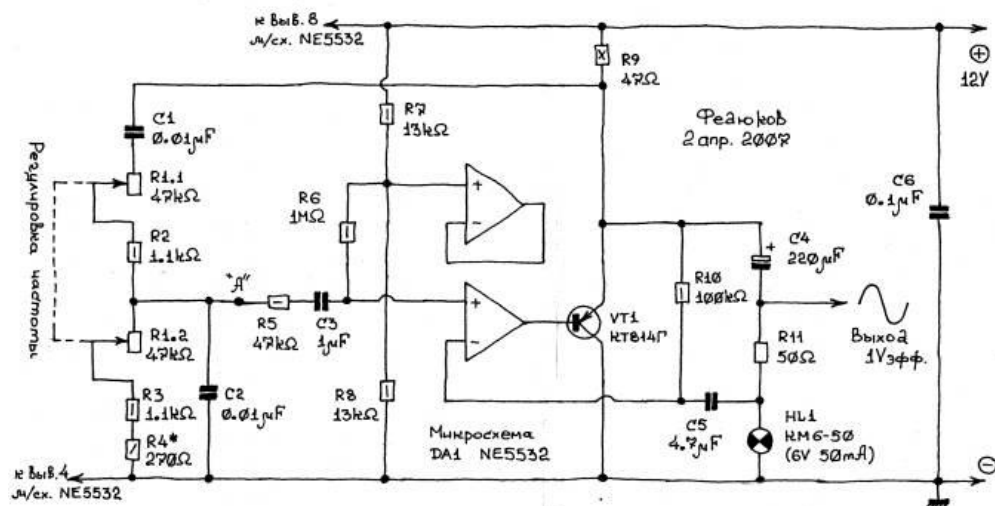 к выв. 8
м/сх. NE5532
R9
47Ω
⊕
12V
C1
0.01μF
R7
13kΩ
Федюков
2 апр. 2007
Регулировка частоты
R1.1
47kΩ
R6
1MΩ
+
-
C6
0.1μF
R2
1.1kΩ
+
C4
220μF
"A"
R10
100kΩ
+
-
R5
47kΩ
C3
1μF
VT1
КТ814Г
R1.2
47kΩ
R11
50Ω
Выход
1Vэфф.
R3
1.1kΩ
C2
0.01μF
R8
13kΩ
C5
4.7μF
HL1
КМ6-50
(6V 50mA)
R4*
270Ω
Микросхема
DA1 NE5532
к выв. 4
м/сх. NE5532
⊖